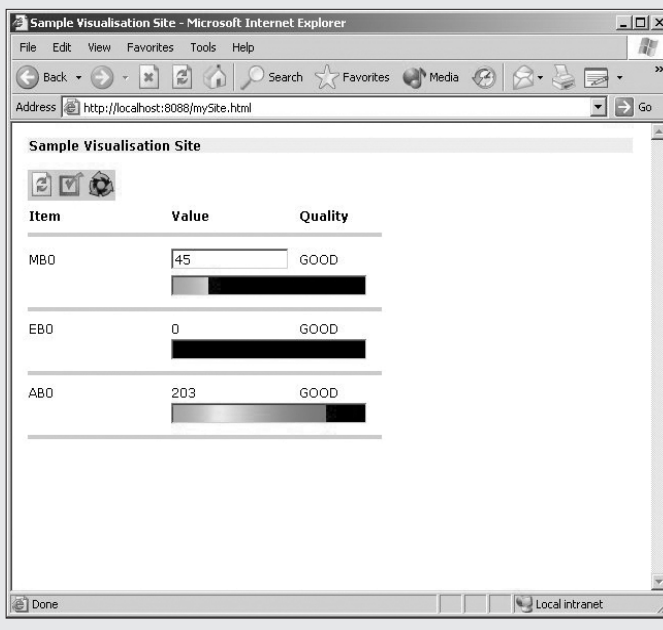 Sample Visualisation Site - Microsoft Internet Explorer
File Edit View Favorites Tools Help
Back Search Favorites Media »
Address http://localhost:8088/mySite.html Go
Sample Visualisation Site
Item Value Quality
MB0 45 GOOD
EB0 0 GOOD
AB0 203 GOOD
Done Local intranet